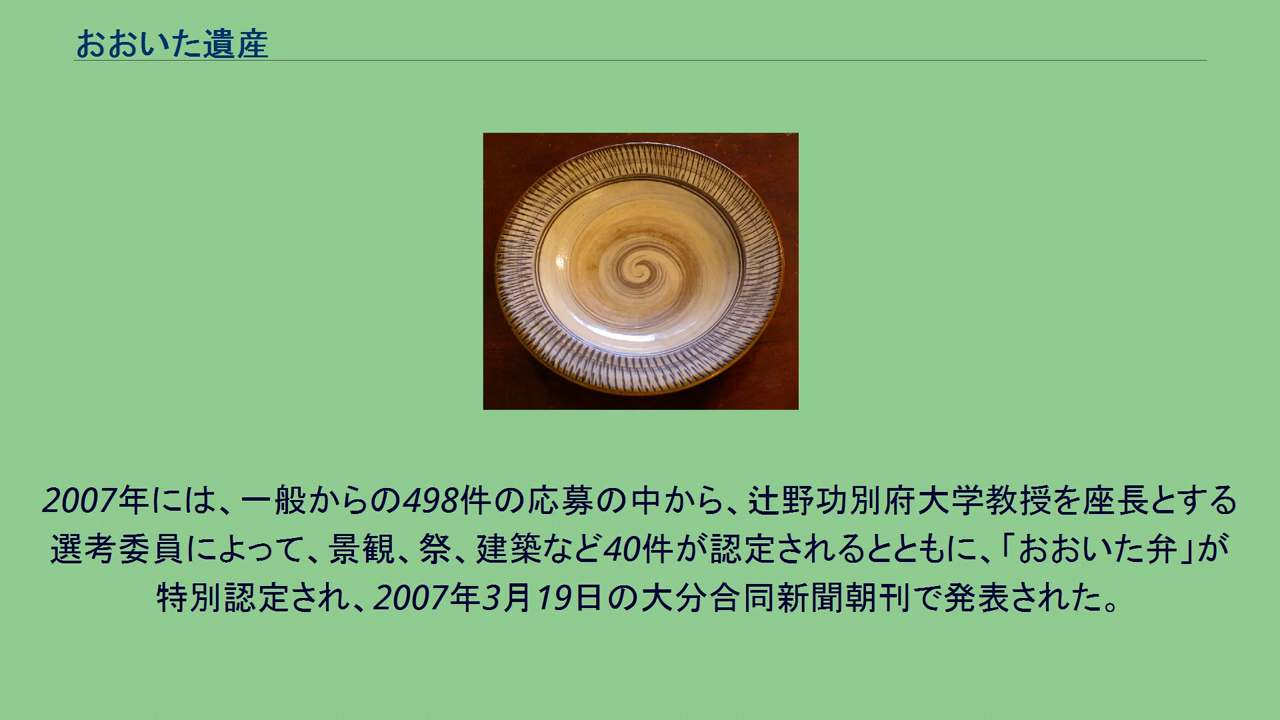 おおいた遺産
2007年には、一般からの498件の応募の中から、辻野功別府大学教授を座長とする
選考委員によって、景観、祭、建築など40件が認定されるとともに、「おおいた弁」が
特別認定され、2007年3月19日の大分合同新聞朝刊で発表された。